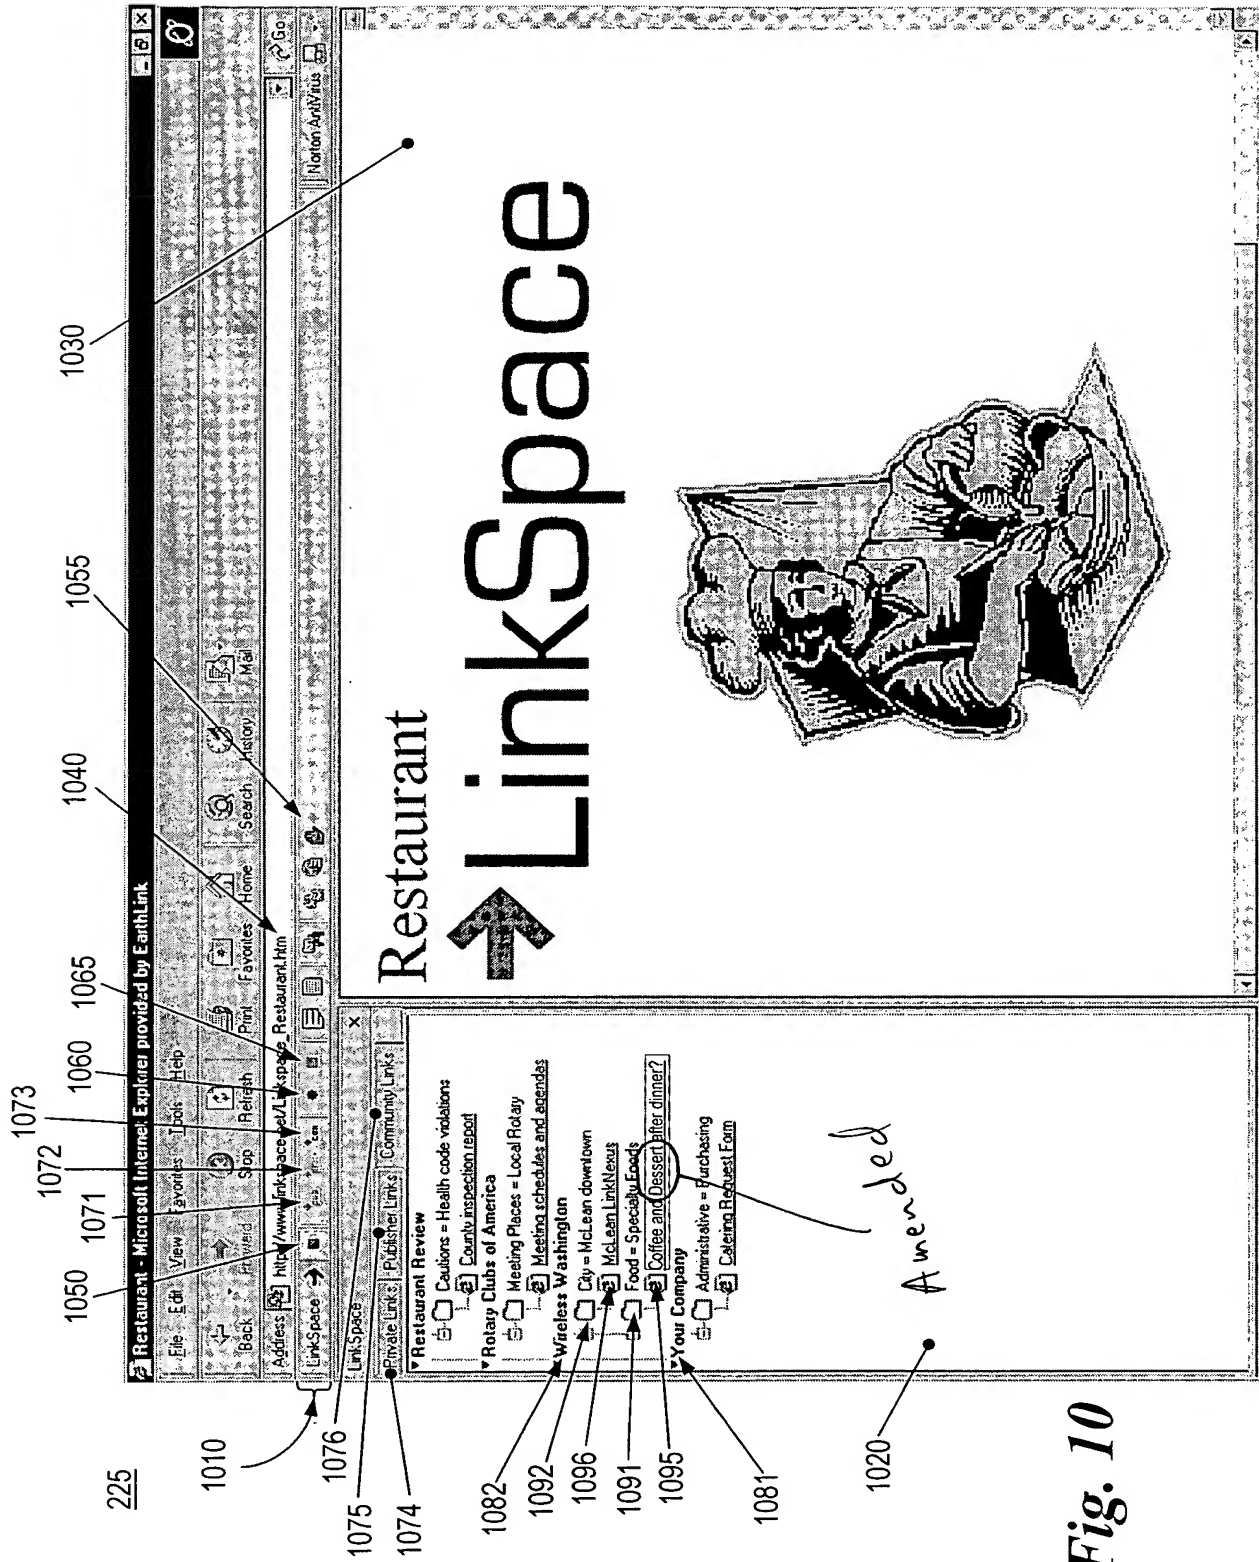 225
Restaurant - Microsoft Internet Explorer provided by EarthLink
File Edit View Favorites Tools Help
Back Forward Stop Refresh Print Favorites Home Search History Mail
Address http://www.linkspace.net/Linkspace_Restaurant.htm Go
LinkSpace COM Norton AntiVirus
LinkSpace
Private Links Publisher Links Community Links
Restaurant Review
Cautions = Health code violations
County inspection report
Rotary Clubs of America
Meeting Places = Local Rotary
Meeting schedules and agendas
Wireless Washington
City = McLean downtown
McLean LinkNexus
Food = Specialty Foods
Coffee and Dessert after dinner?
Your Company
Administrative = Purchasing
Catering Request Form
Amended
Restaurant
LinkSpace
1010
1050
1071
1072
1073
1060
1065
1040
1055
1030
1076
1075
1074
1082
1092
1096
1091
1095
1081
1020
Fig. 10